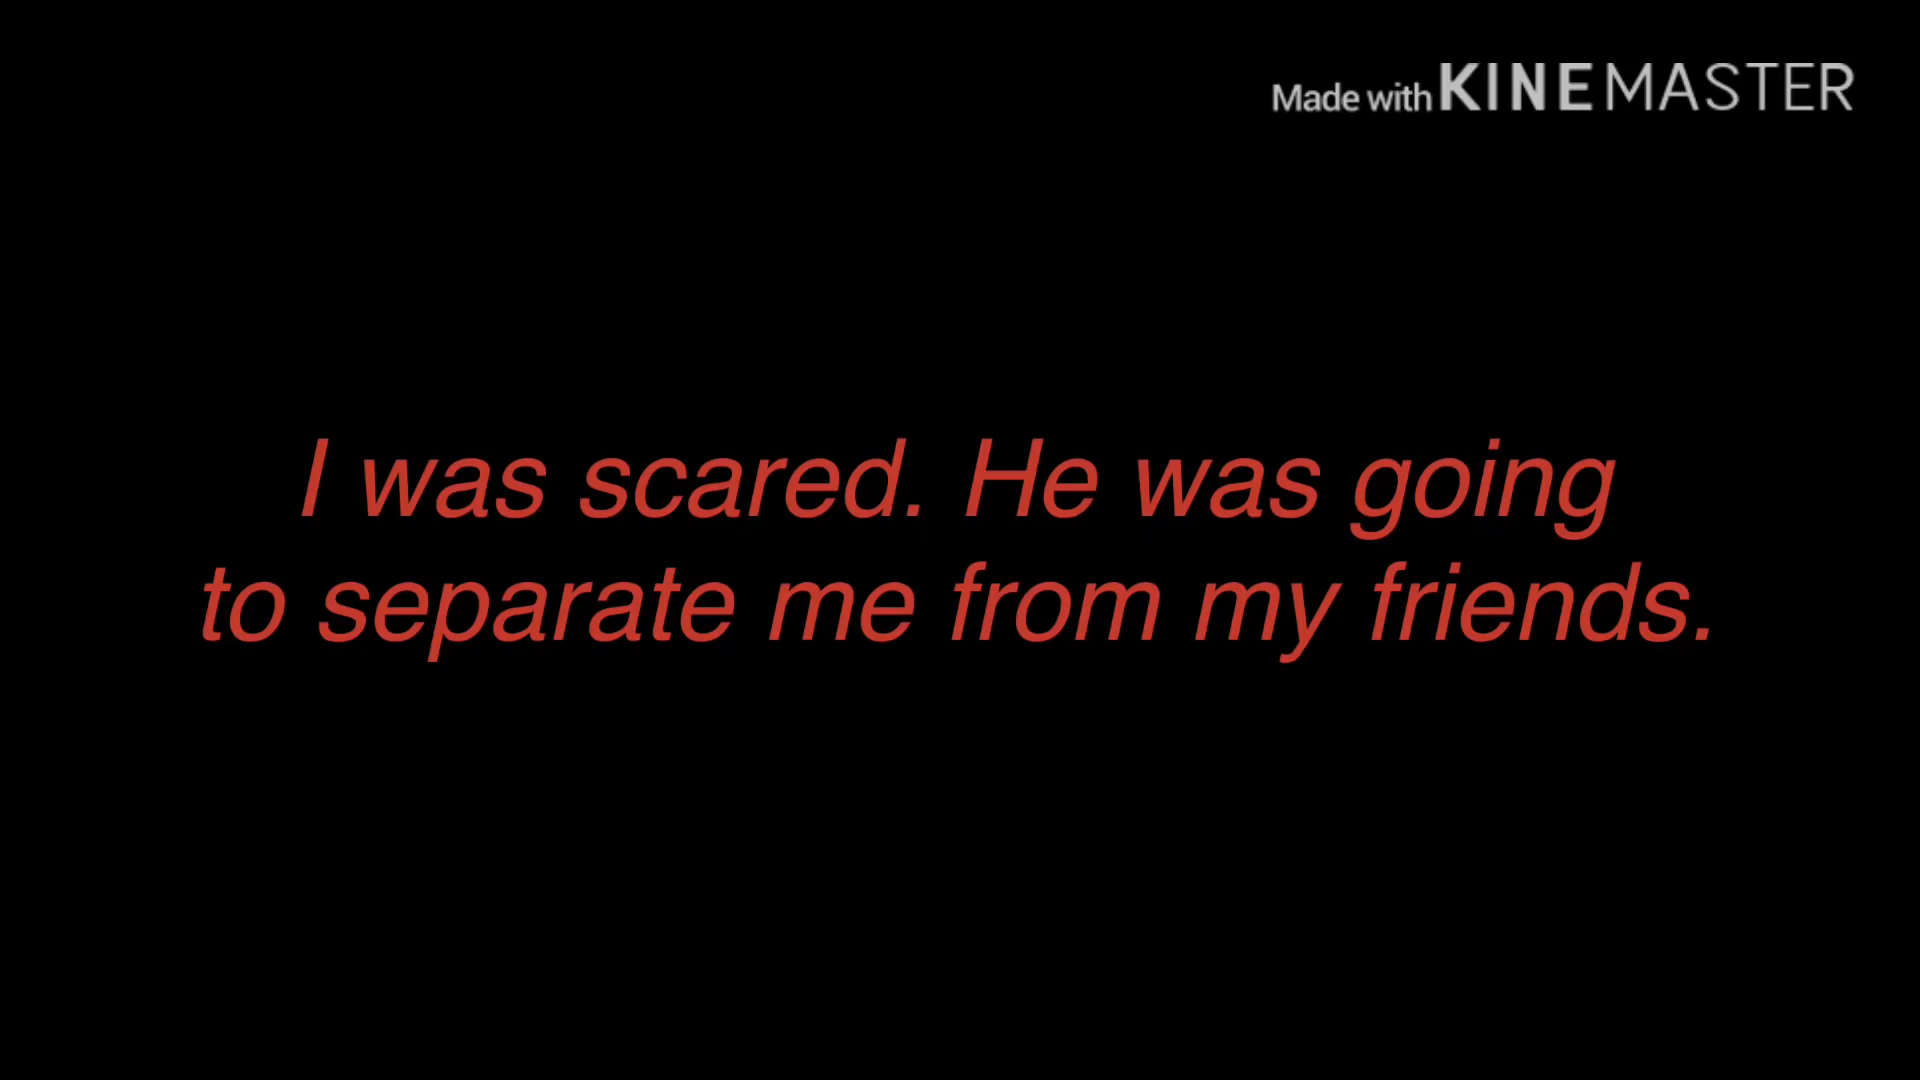 Made with KINEMASTER
I was scared. He was going
to separate me from my friends.